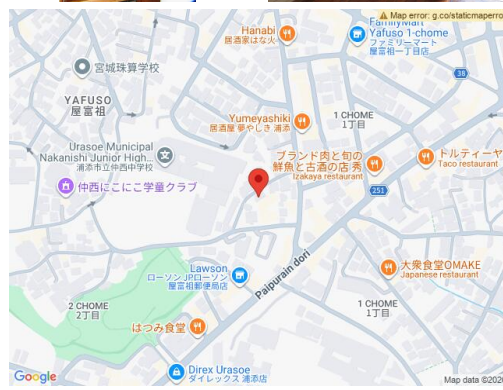 Map error: g.co/staticmaperro
Hanabi
居酒家はな火
FamilyMart
Yafuso 1-chome
ファミリーマート
屋富祖一丁目店
宮城珠算学校
38
YAFUSO
屋富祖
Yumeyashiki
居酒屋 夢やしき 浦添
1 CHOME
1丁目
Urasoe Municipal
Nakanishi Junior High...
浦添市立仲西中学校
ブランド肉と旬の
鮮魚と古酒の店 秀
Izakaya restaurant
トルティーヤ
Taco restaurant
仲西にこにこ学童クラブ
251
Lawson
ローソン JPローソン
屋富祖郵便局店
Paipurain dori
大衆食堂OMAKE
Japanese restaurant
2 CHOME
2丁目
1 CHOME
1丁目
はつみ食堂
Direx Urasoe
ダイレックス 浦添店
Google
Map data ©202